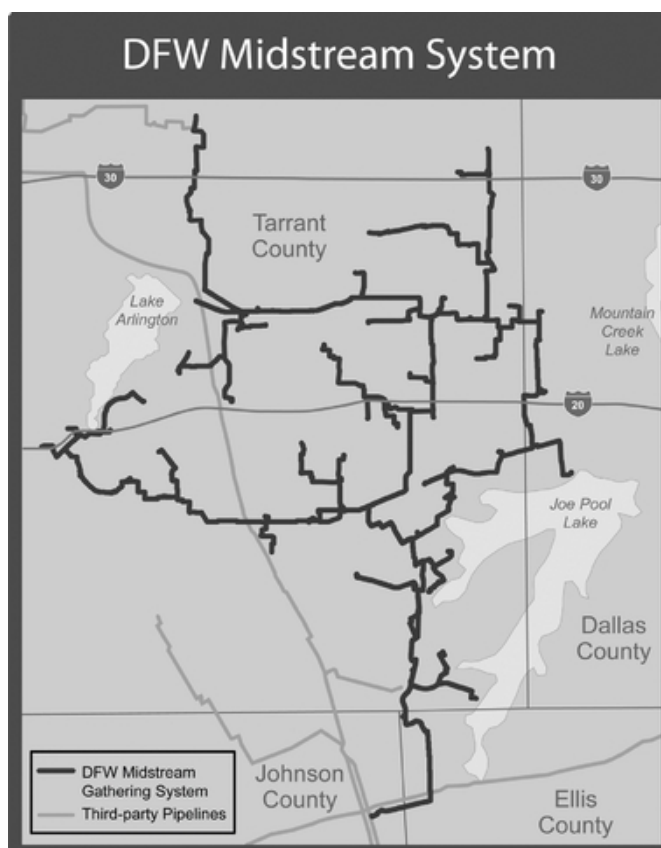 DFW Midstream System
30
30
Tarrant
County
Lake
Arlington
Mountain
Creek
Lake
20
Joe Pool
Lake
Dallas
County
DFW Midstream
Gathering System
Third-party Pipelines
Johnson
County
Ellis
County